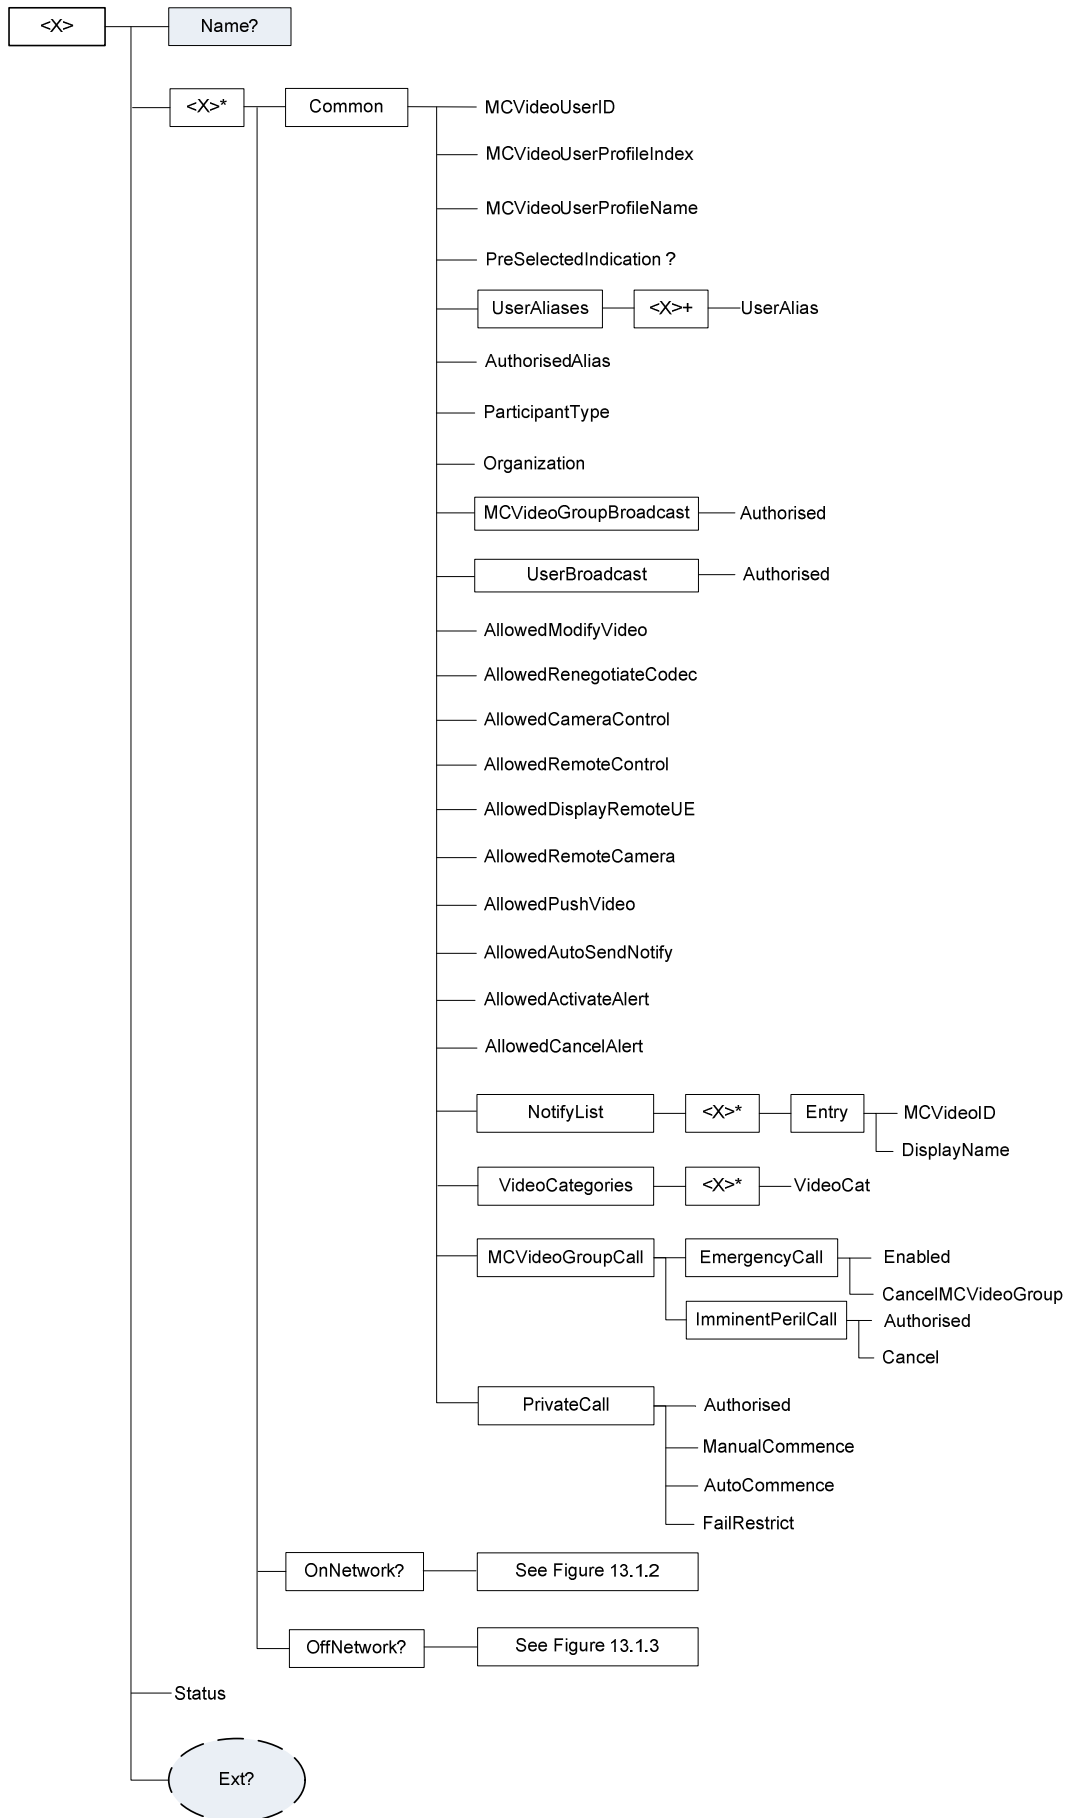 <X>
Name?
<X>*
Common
MCVideoUserID
MCVideoUserProfileIndex
MCVideoUserProfileName
PreSelectedIndication ?
UserAliases
<X>+
UserAlias
AuthorisedAlias
ParticipantType
Organization
MCVideoGroupBroadcast
Authorised
UserBroadcast
Authorised
AllowedModifyVideo
AllowedRenegotiateCodec
AllowedCameraControl
AllowedRemoteControl
AllowedDisplayRemoteUE
AllowedRemoteCamera
AllowedPushVideo
AllowedAutoSendNotify
AllowedActivateAlert
AllowedCancelAlert
NotifyList
<X>*
Entry
MCVideoID
DisplayName
VideoCategories
<X>*
VideoCat
MCVideoGroupCall
EmergencyCall
Enabled
CancelMCVideoGroup
ImminentPerilCall
Authorised
Cancel
PrivateCall
Authorised
ManualCommence
AutoCommence
FailRestrict
OnNetwork?
See Figure 13.1.2
OffNetwork?
See Figure 13.1.3
Status
Ext?